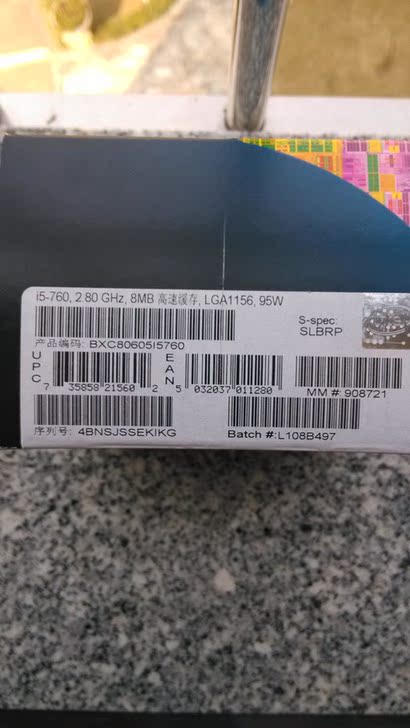 i5-760, 2.80 GHz, 8MB 高速缓存, LGA1156, 95W
S-spec:
SLBRP
产品编码: BXC80605I5760
UPC
7 35858 21560 2
EAN
5 032037 011280
MM #: 908721
序列号: 4BNSJSSEKIKG
Batch #:L108B497